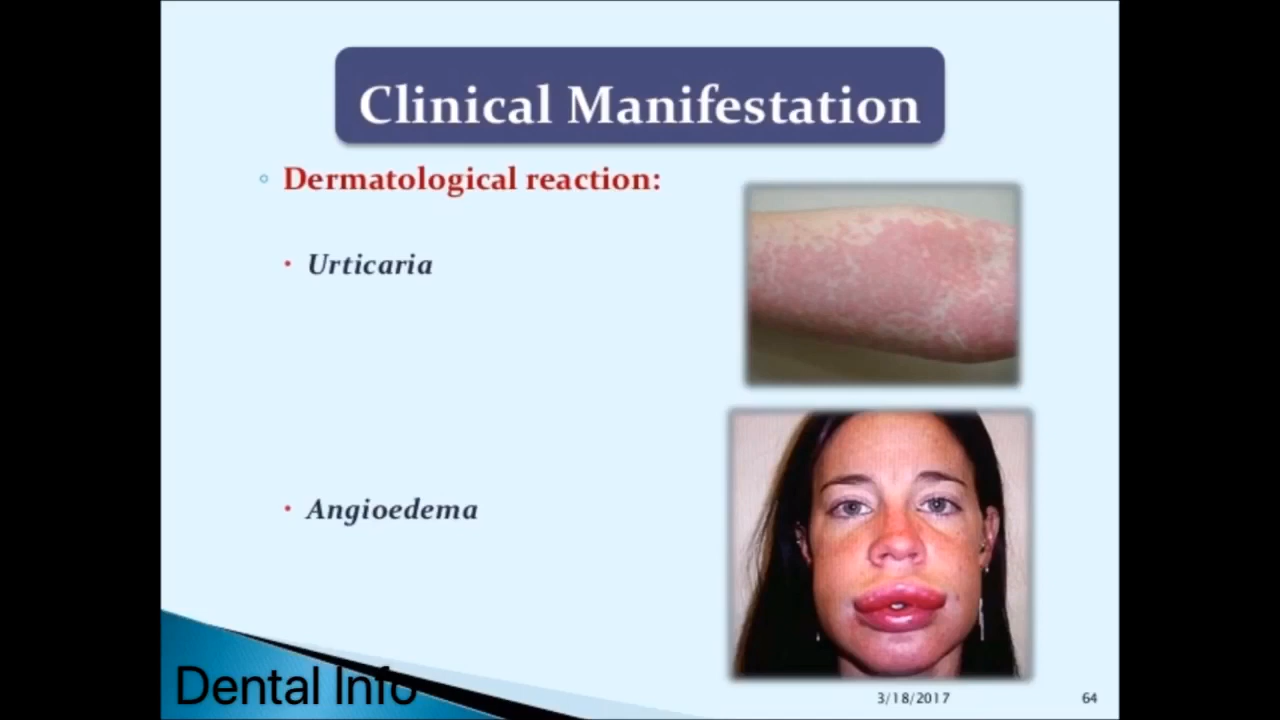 Clinical Manifestation
Dermatological reaction:
Urticaria
Angioedema
Dental Info
3/18/2017
64